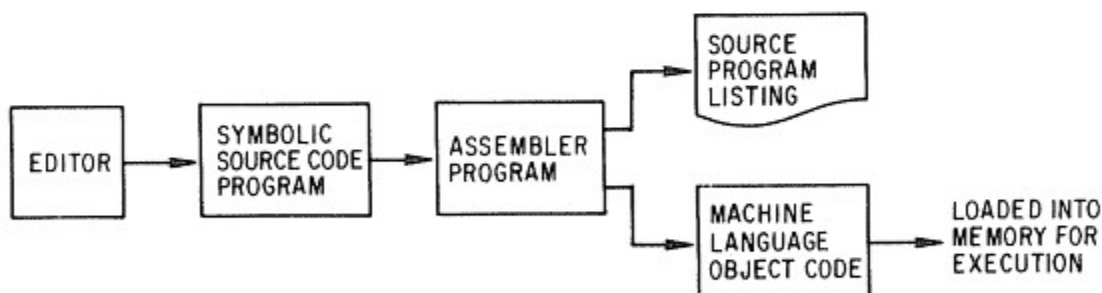 EDITOR
SYMBOLIC
SOURCE CODE
PROGRAM
ASSEMBLER
PROGRAM
SOURCE
PROGRAM
LISTING
MACHINE
LANGUAGE
OBJECT CODE
LOADED INTO
MEMORY FOR
EXECUTION